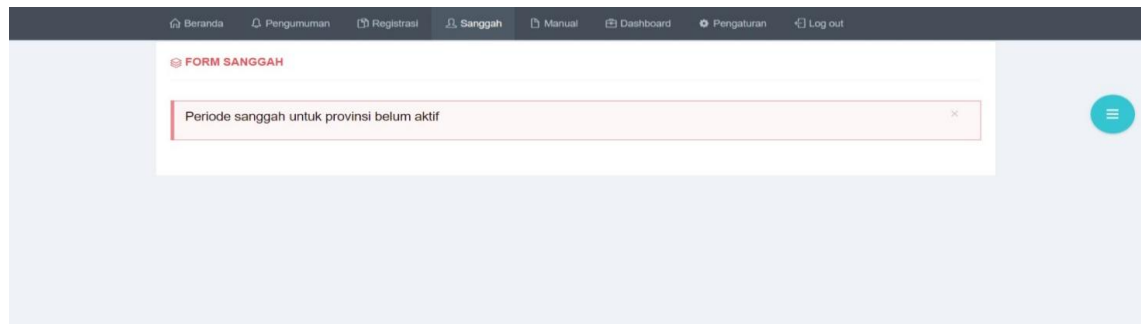 Beranda Pengumuman Registrasi Sanggah Manual Dashboard Pengaturan Log out
FORM SANGGAH
Periode sanggah untuk provinsi belum aktif